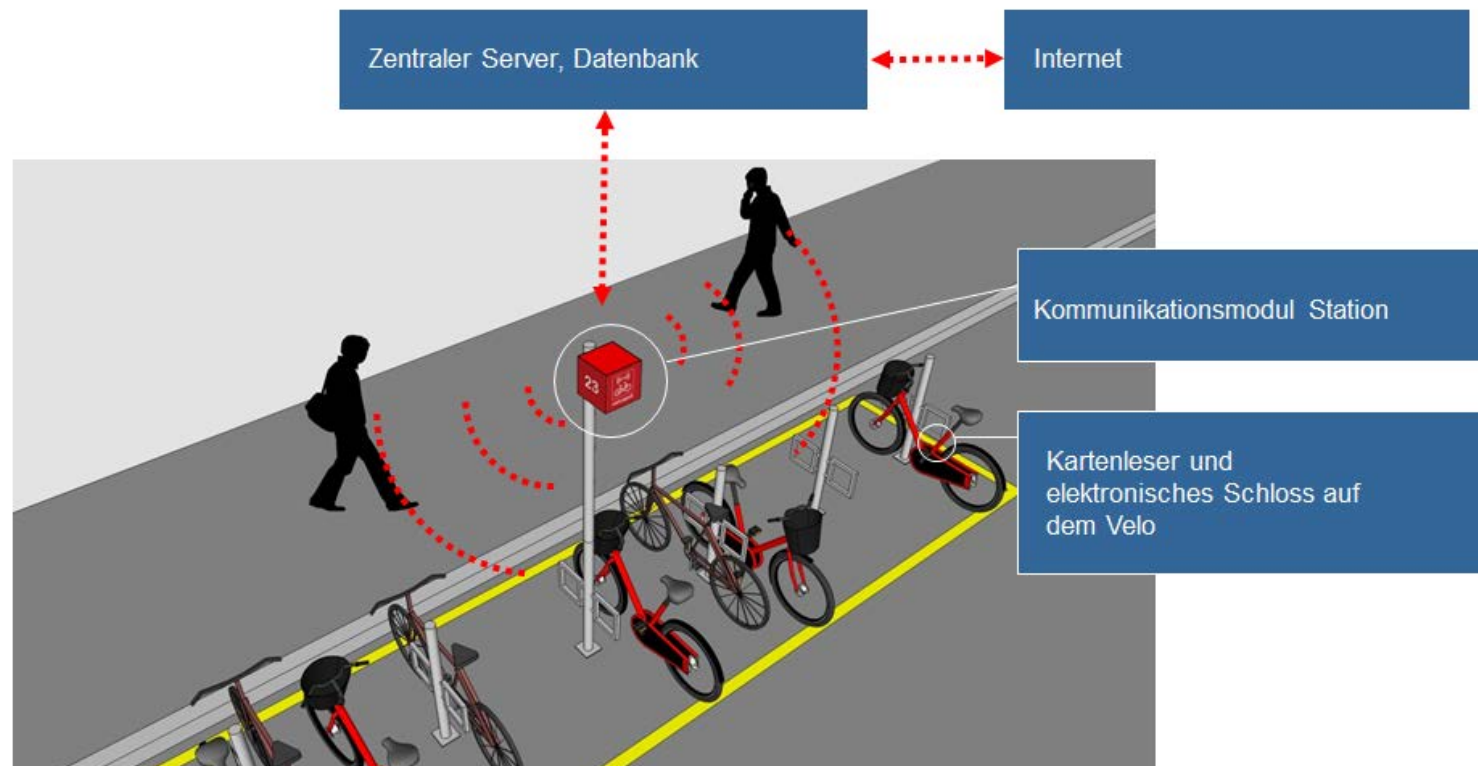 Zentraler Server, Datenbank
Internet
Kommunikationsmodul Station
23
Kartenleser und
elektronisches Schloss auf
dem Velo